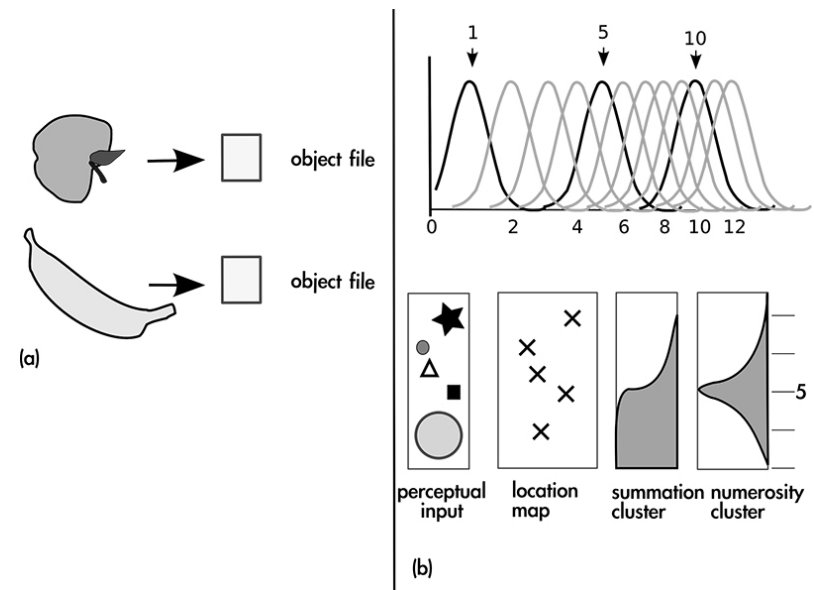 object file
object file
(a)
1 5 10
0 2 4 6 8 10 12
5
perceptual input
location map
summation cluster
numerosity cluster
(b)